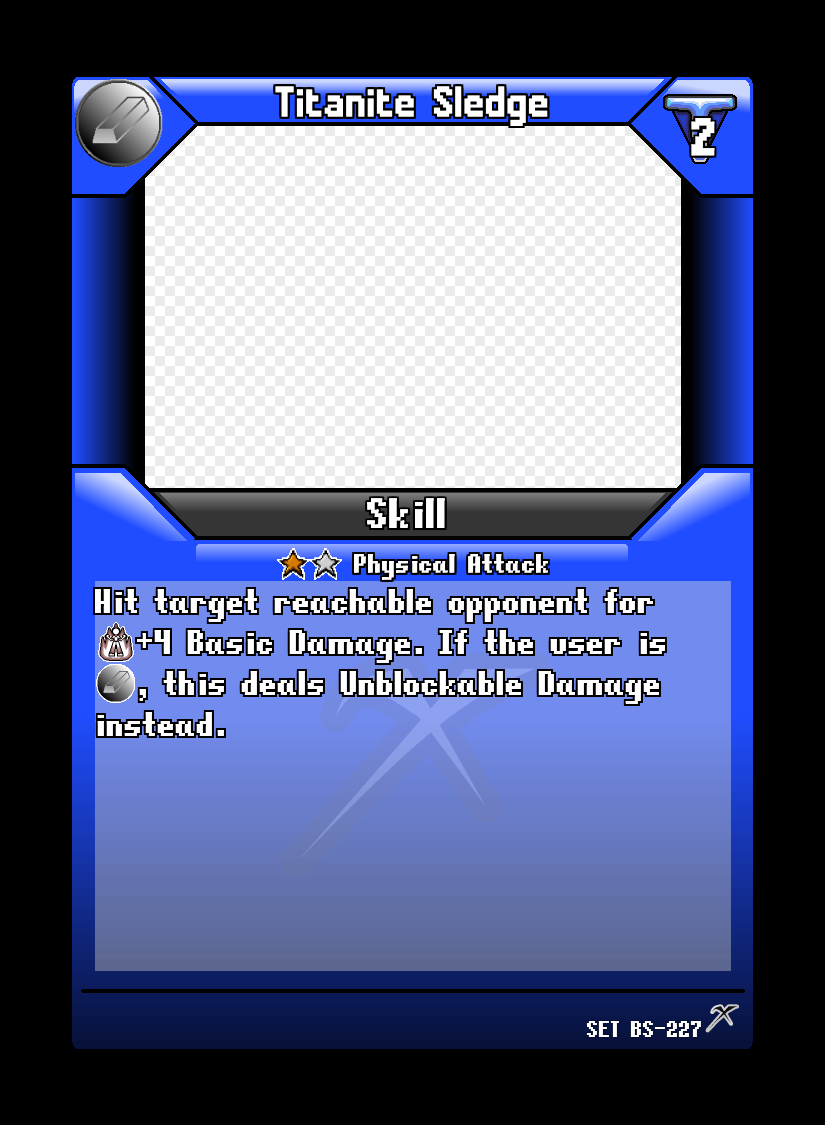 Titanite Sledge
2
Skill
Physical Attack
Hit target reachable opponent for
+4 Basic Damage. If the user is
, this deals Unblockable Damage
instead.
SET BS-227